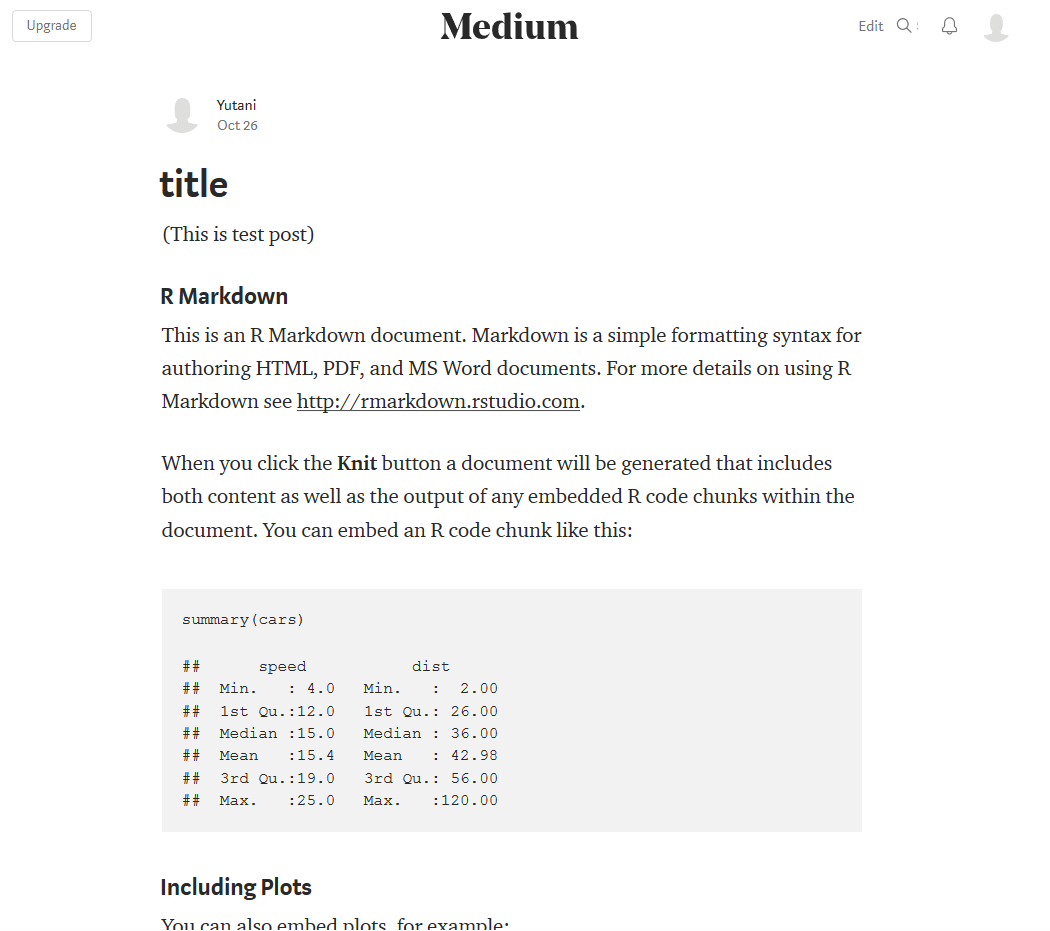 Upgrade
Medium
Edit
Yutani
Oct 26
title
(This is test post)
R Markdown
This is an R Markdown document. Markdown is a simple formatting syntax for
authoring HTML, PDF, and MS Word documents. For more details on using R
Markdown see http://rmarkdown.rstudio.com.
When you click the Knit button a document will be generated that includes
both content as well as the output of any embedded R code chunks within the
document. You can embed an R code chunk like this:
summary(cars)
##      speed           dist
##  Min.   : 4.0   Min.   :  2.00
##  1st Qu.:12.0   1st Qu.: 26.00
##  Median :15.0   Median : 36.00
##  Mean   :15.4   Mean   : 42.98
##  3rd Qu.:19.0   3rd Qu.: 56.00
##  Max.   :25.0   Max.   :120.00
Including Plots
You can also embed plots, for example: